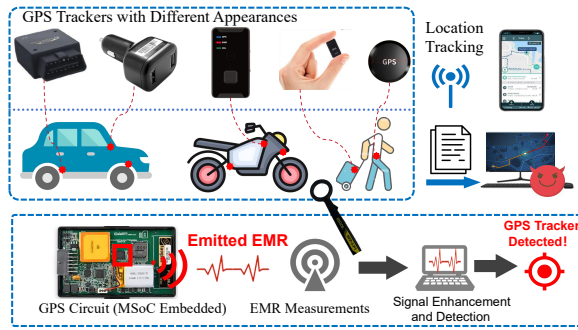 GPS Trackers with Different Appearances
GPS
Location
Tracking
Emitted EMR
GPS Tracker
Detected!
GPS Circuit (MSoC Embedded)
EMR Measurements
Signal Enhancement
and Detection